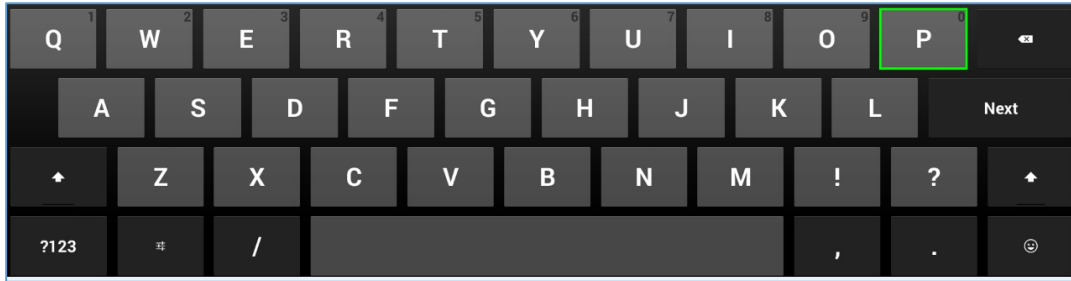 Q 1 W 2 E 3 R 4 T 5 Y 6 U 7 I 8 O 9 P 0
A S D F G H J K L Next
Z X C V B N M ! ?
?123 / , .